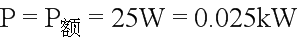 P = P额 = 25W = 0.025kW